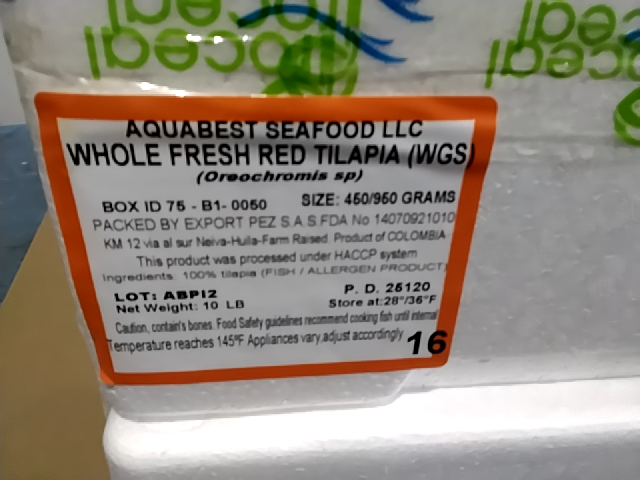 oceal
oceal
AQUABEST SEAFOOD LLC
WHOLE FRESH RED TILAPIA (WGS)
(Oreochromis sp)
BOX ID 75 - B1- 0050 SIZE: 450/950 GRAMS
PACKED BY EXPORT PEZ S.A.S.FDA No 14070921010
KM 12 via al sur Neiva-Huila-Farm Raised. Product of COLOMBIA
This product was processed under HACCP system
Ingredients: 100% tilapia (FISH / ALLERGEN PRODUCT)
LOT: ABPI2 P. D. 25120
Net Weight: 10 LB Store at:28°/36°F
Caution, contain's bones. Food Safety guidelines recommend cooking fish until internal
Temperature reaches 145ºF Appliances vary,adjust accordingly 16